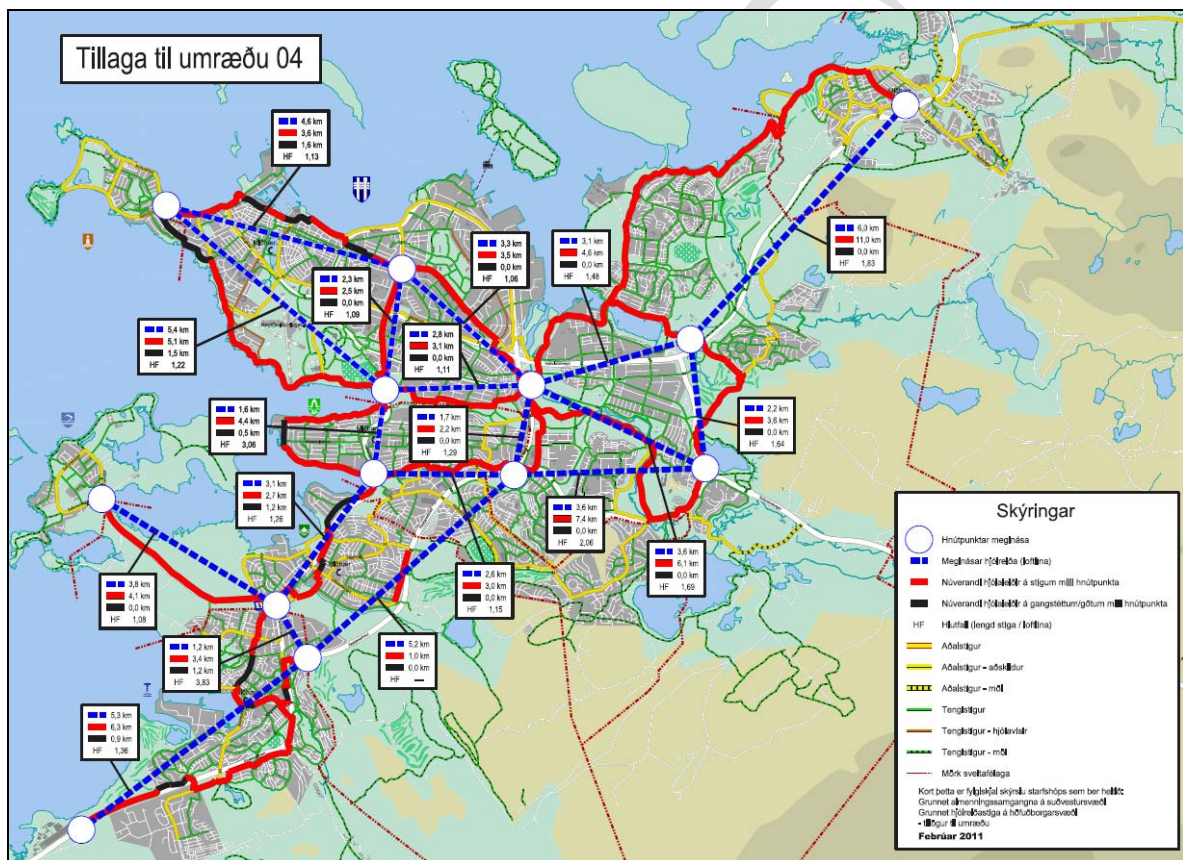 Tillaga til umræðu 04
4,6 km
3,6 km
1,6 km
HF 1,13
3,3 km
3,5 km
0,0 km
HF 1,06
3,1 km
4,6 km
0,0 km
HF 1,48
6,0 km
11,0 km
0,0 km
HF 1,83
2,3 km
2,5 km
0,0 km
HF 1,09
5,4 km
5,1 km
1,5 km
HF 1,22
2,8 km
3,1 km
0,0 km
HF 1,11
1,6 km
4,4 km
0,5 km
HF 3,06
1,7 km
2,2 km
0,0 km
HF 1,29
2,2 km
3,6 km
0,0 km
HF 1,64
3,1 km
2,7 km
1,2 km
HF 1,26
3,6 km
7,4 km
0,0 km
HF 2,06
3,6 km
6,1 km
0,0 km
HF 1,69
3,8 km
4,1 km
0,0 km
HF 1,08
2,6 km
3,0 km
0,0 km
HF 1,15
1,2 km
3,4 km
1,2 km
HF 3,83
5,2 km
1,0 km
0,0 km
HF —
5,3 km
6,3 km
0,9 km
HF 1,36
Skýringar
Hnútpunktar meginása
Meginásar hjólreiða (loftlína)
Núverandi hjólaleiðir á stígum milli hnútpunkta
Núverandi hjólaleiðir á gangstéttum/götum milli hnútpunkta
HF Hlutfall (lengd stíga / loftlína)
Aðalstígur
Aðalstígur - aðskildur
Aðalstígur - möl
Tengistígur
Tengistígur - hjólavísir
Tengistígur - möl
Mörk sveitafélaga
Kort þetta er fylgiskjal skýrslu starfshóps sem ber heitið:
Grunnet almenningssamgangna á suðvestursvæði
Grunnet hjólreiðastíga á höfuðborgarsvæði
- tillögur til umræðu
Febrúar 2011